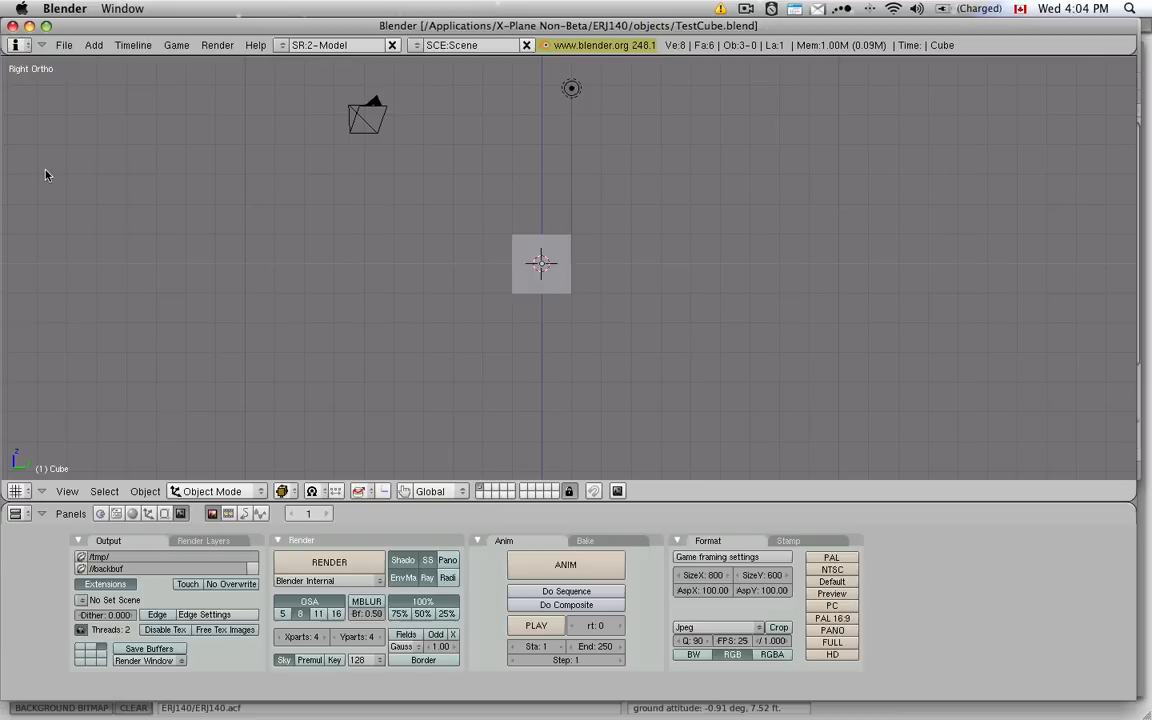 Blender Window (Charged) Wed 4:04 PM
Blender [/Applications/X-Plane Non-Beta/ERJ140/objects/TestCube.blend]
File Add Timeline Game Render Help SR:2-Model SCE:Scene www.blender.org 248.1 Ve:8 | Fa:6 | Ob:3-0 | La:1 | Mem:1.00M (0.09M) | Time: | Cube
Right Ortho
z
(1) Cube
View Select Object Object Mode Global
Panels 1
Output Render Layers Render Anim Bake Format Stamp
/tmp/
//backbuf
Extensions Touch No Overwrite
No Set Scene
Dither: 0.000 Edge Edge Settings
Threads: 2 Disable Tex Free Tex Images
Save Buffers
Render Window
RENDER Shado SS Pano
Blender Internal EnvMa Ray Radi
OSA MBLUR 100%
5 8 11 16 Bf: 0.50 75% 50% 25%
Xparts: 4 Yparts: 4 Fields Odd X
Gauss 1.00
Sky Premul Key 128 Border
ANIM
Do Sequence
Do Composite
PLAY rt: 0
Sta: 1 End: 250
Step: 1
Game framing settings
SizeX: 800 SizeY: 600
AspX: 100.00 AspY: 100.00
Jpeg Crop
Q: 90 FPS: 25 / 1.000
BW RGB RGBA
PAL
NTSC
Default
Preview
PC
PAL 16:9
PANO
FULL
HD
BACKGROUND BITMAP CLEAR ERJ140/ERJ140.acf ground attitude: -0.91 deg, 7.52 ft.